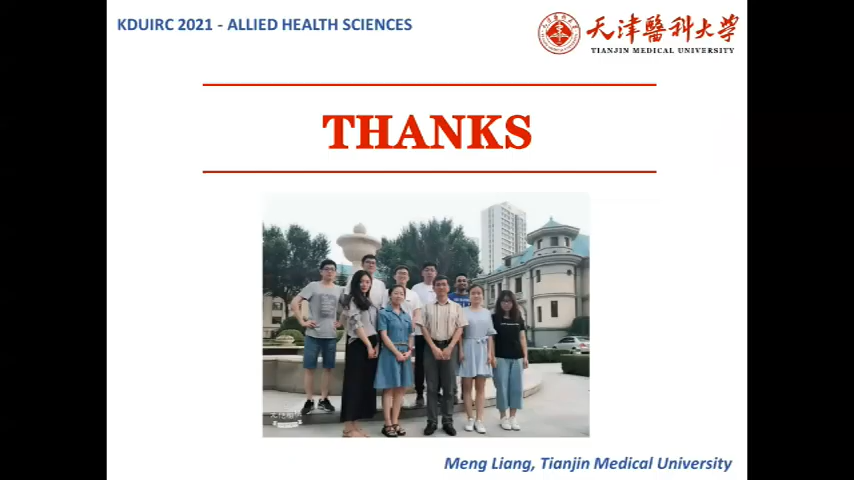 KDUIRC 2021 - ALLIED HEALTH SCIENCES
天津醫科大学
TIANJIN MEDICAL UNIVERSITY
THANKS
Meng Liang, Tianjin Medical University